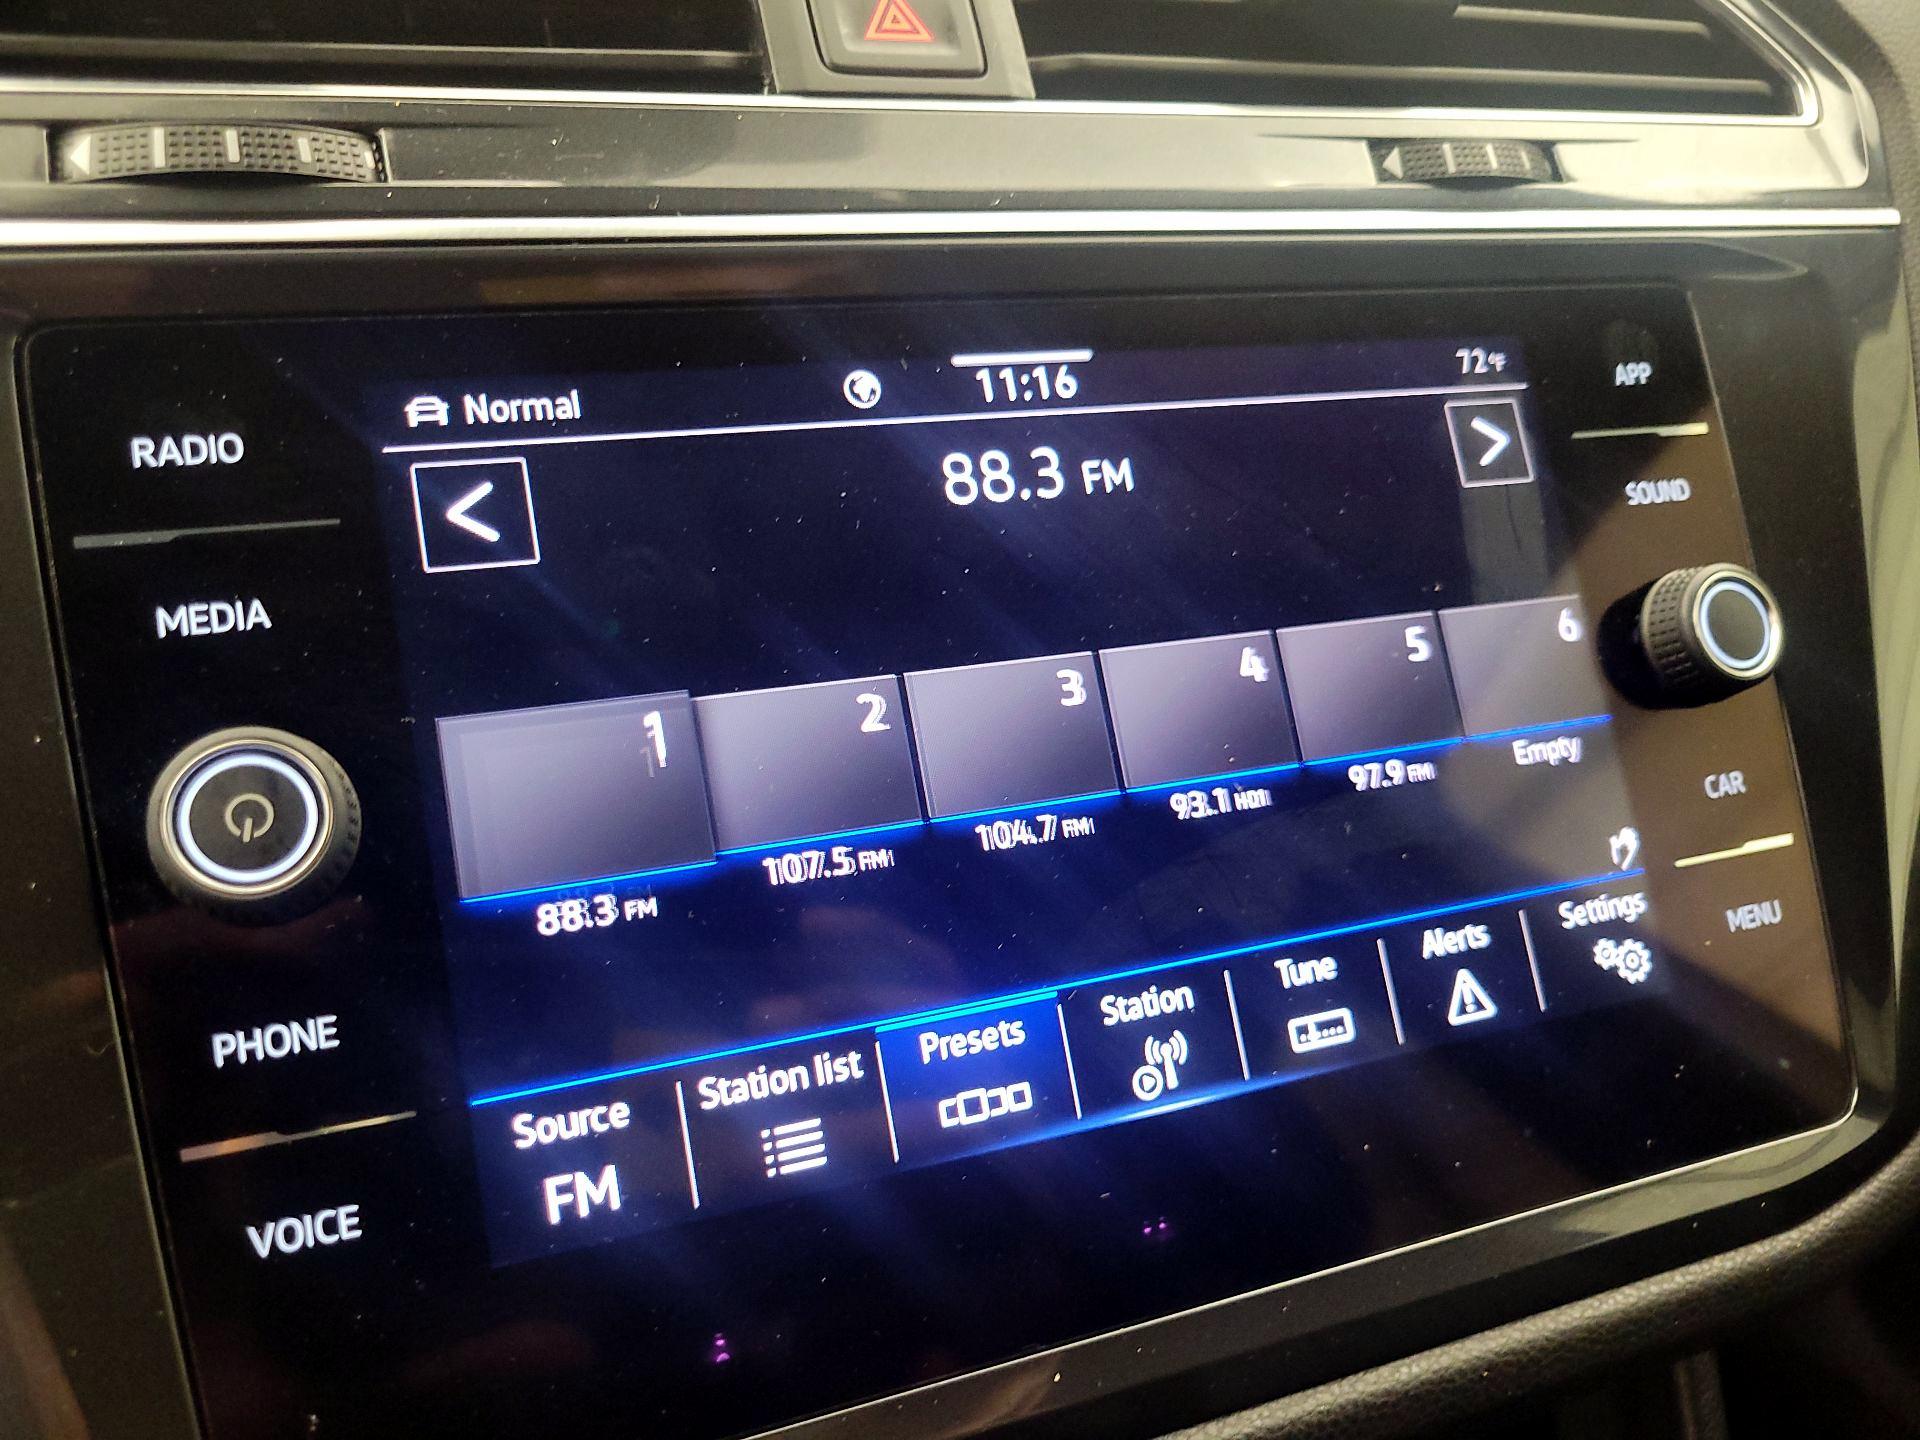 Normal
11:16
72°F
APP
RADIO
88.3 FM
SOUND
MEDIA
1
2
3
4
5
6
88.3 FM
107.5 FM
104.7 FM
93.1 HD1
97.9 FM
Empty
CAR
MENU
PHONE
VOICE
Source
FM
Station list
Presets
Station
Tune
Alerts
Settings